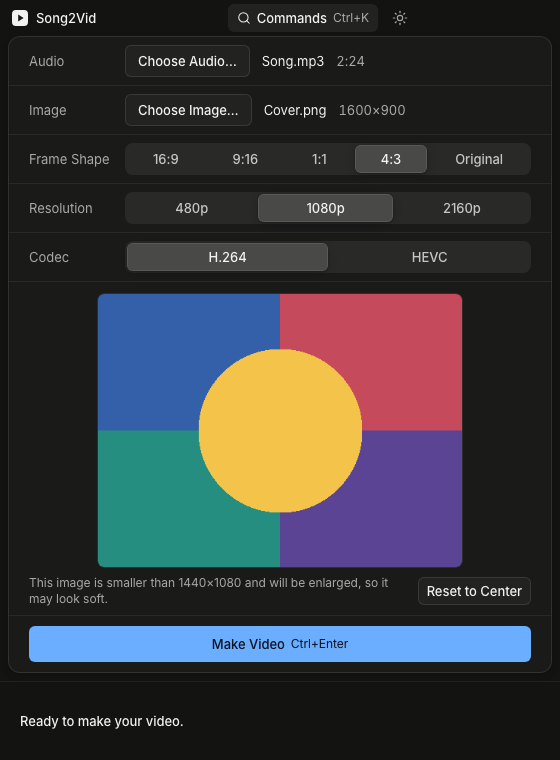 Song2Vid
Commands Ctrl+K
Audio Choose Audio... Song.mp3 2:24
Image Choose Image... Cover.png 1600×900
Frame Shape 16:9 9:16 1:1 4:3 Original
Resolution 480p 1080p 2160p
Codec H.264 HEVC
This image is smaller than 1440×1080 and will be enlarged, so it
may look soft.
Reset to Center
Make Video Ctrl+Enter
Ready to make your video.